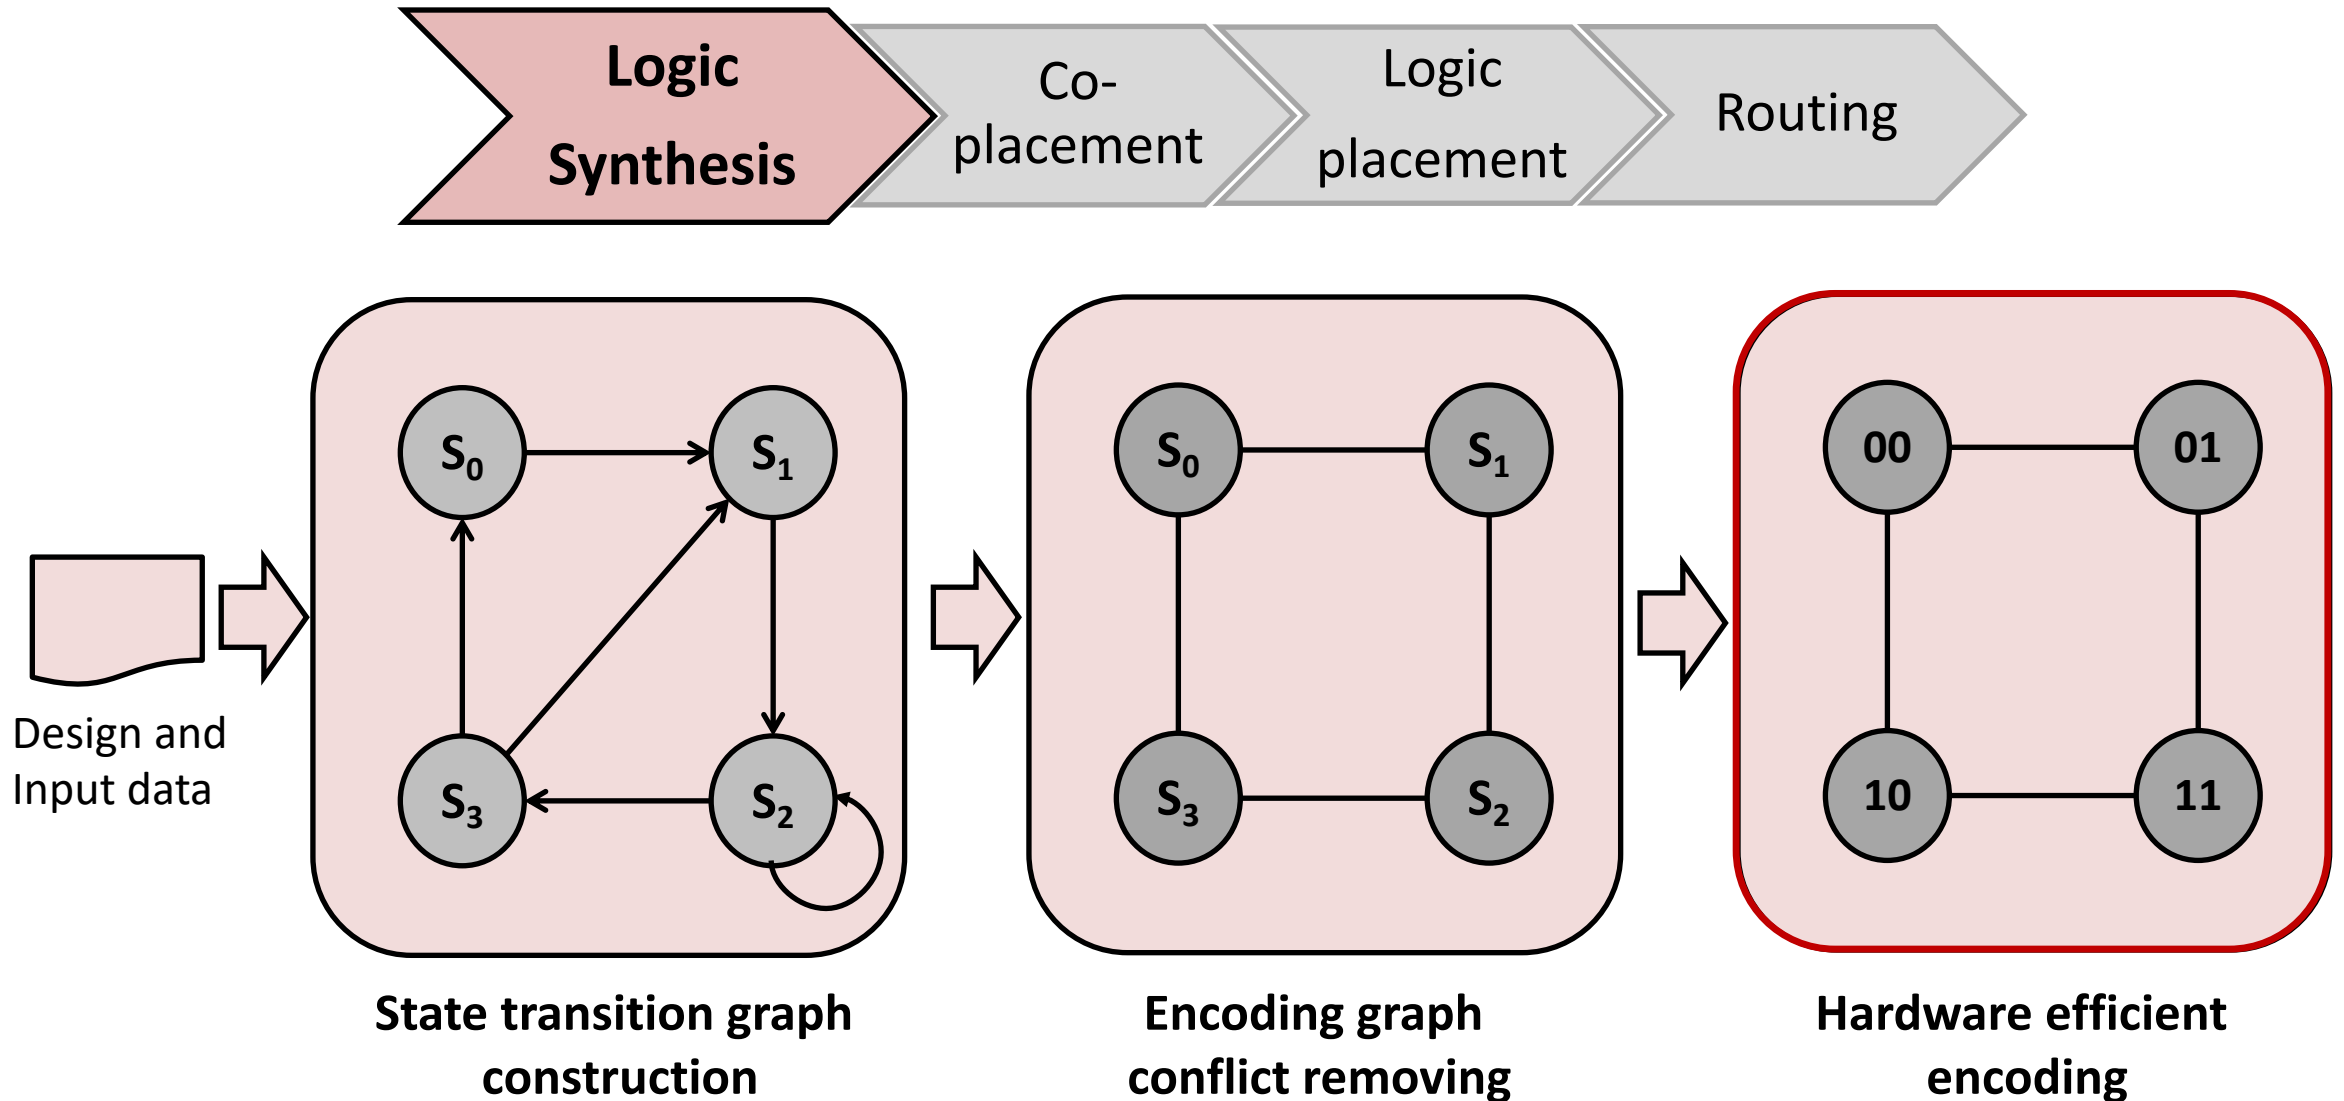 Logic
Synthesis
Co-
placement
Logic
placement
Routing
Design and
Input data
S₀
S₁
S₃
S₂
State transition graph
construction
S₀
S₁
S₃
S₂
Encoding graph
conflict removing
00
01
10
11
Hardware efficient
encoding